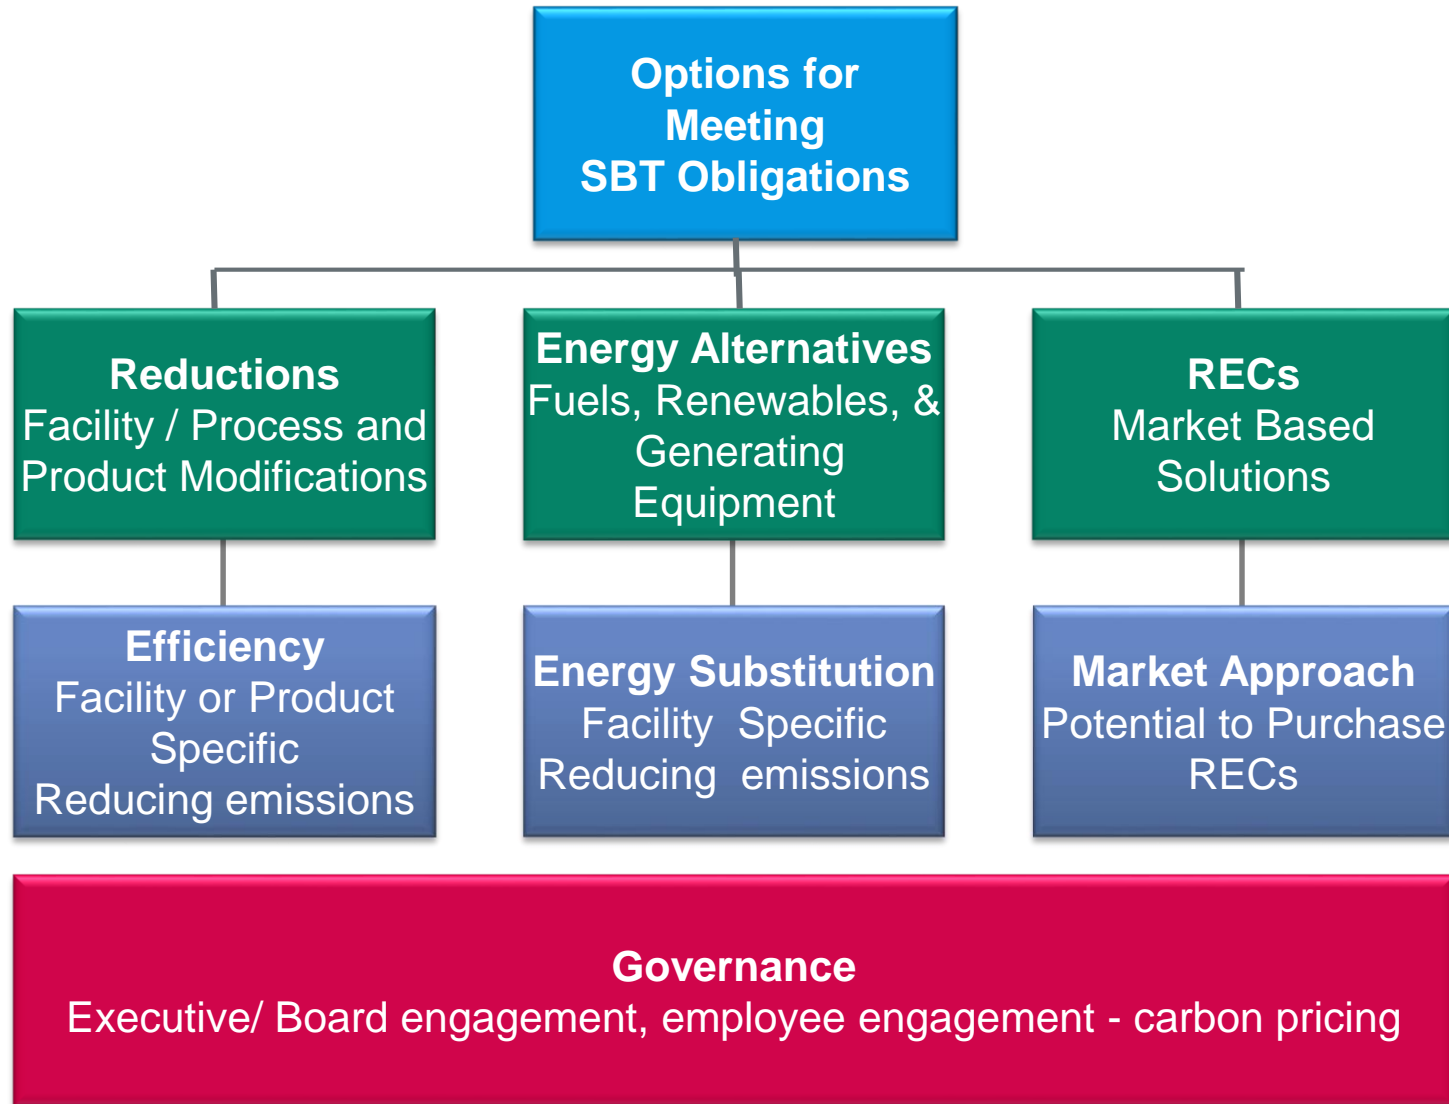 Options for
Meeting
SBT Obligations
Reductions
Facility / Process and
Product Modifications
Energy Alternatives
Fuels, Renewables, &
Generating
Equipment
RECs
Market Based
Solutions
Efficiency
Facility or Product
Specific
Reducing emissions
Energy Substitution
Facility  Specific
Reducing  emissions
Market Approach
Potential to Purchase
RECs
Governance
Executive/ Board engagement, employee engagement - carbon pricing